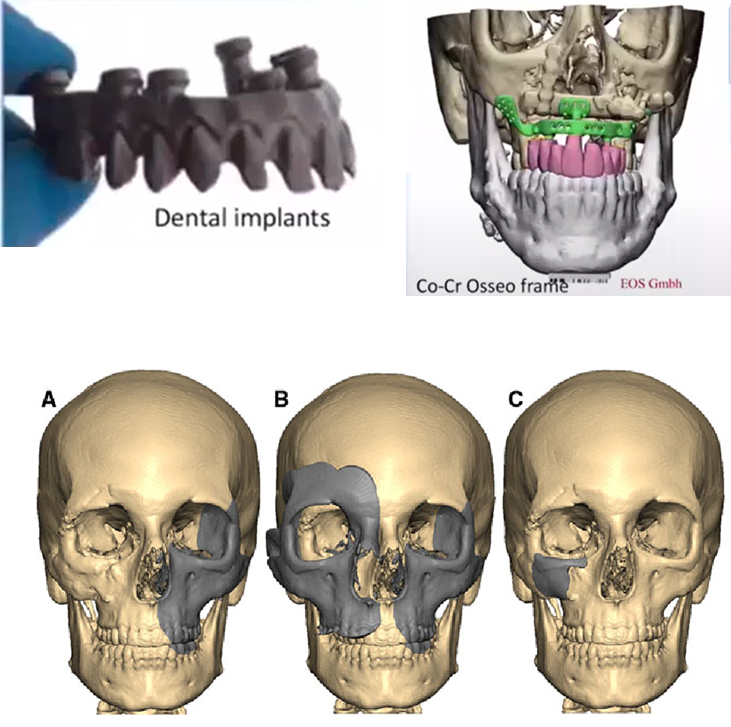 Dental implants
Co-Cr Osseo frame
EOS Gmbh
A
B
C